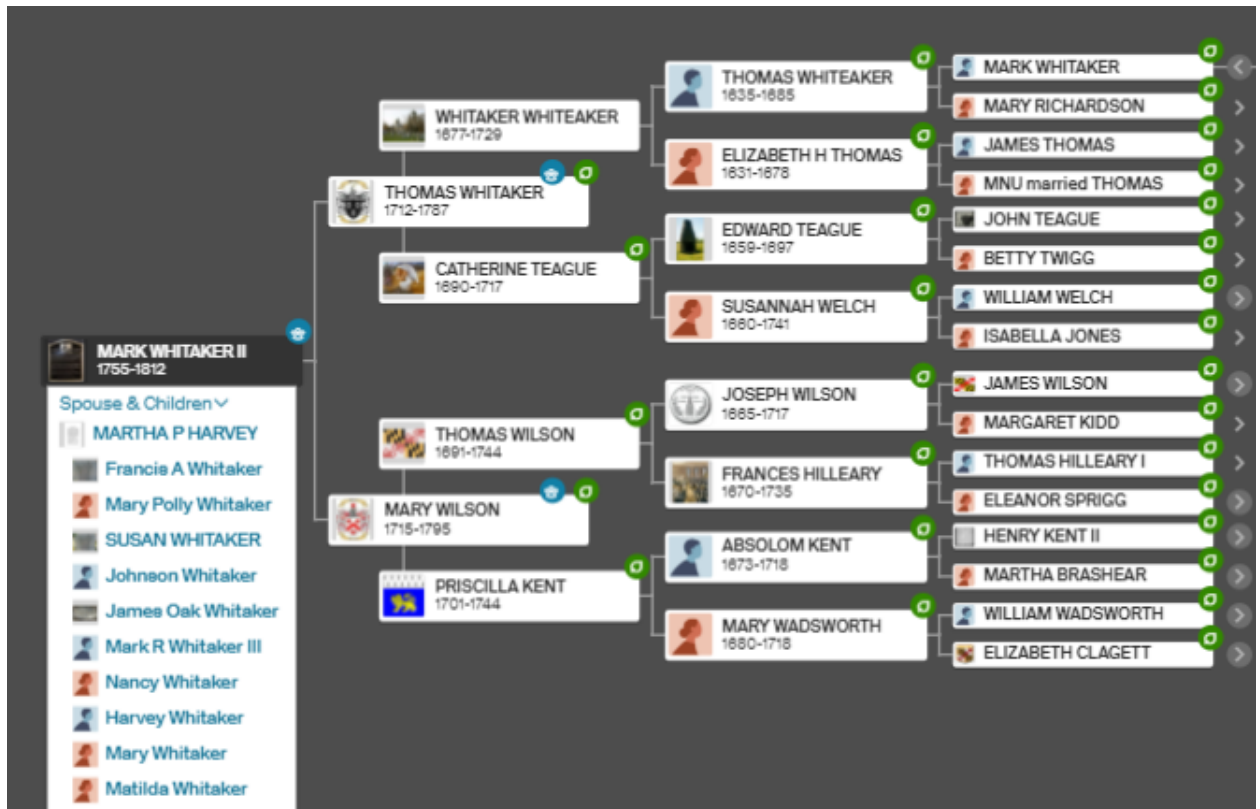 MARK WHITAKER II
1755-1812
Spouse & Children
MARTHA P HARVEY
Francis A Whitaker
Mary Polly Whitaker
SUSAN WHITAKER
Johnson Whitaker
James Oak Whitaker
Mark R Whitaker III
Nancy Whitaker
Harvey Whitaker
Mary Whitaker
Matilda Whitaker
WHITAKER WHITEAKER
1677-1729
THOMAS WHITAKER
1712-1787
CATHERINE TEAGUE
1690-1717
THOMAS WILSON
1691-1744
MARY WILSON
1715-1795
PRISCILLA KENT
1701-1744
THOMAS WHITEAKER
1635-1685
ELIZABETH H THOMAS
1631-1678
EDWARD TEAGUE
1659-1697
SUSANNAH WELCH
1660-1741
JOSEPH WILSON
1665-1717
FRANCES HILLEARY
1670-1735
ABSOLOM KENT
1673-1718
MARY WADSWORTH
1680-1718
MARK WHITAKER
MARY RICHARDSON
JAMES THOMAS
MNU married THOMAS
JOHN TEAGUE
BETTY TWIGG
WILLIAM WELCH
ISABELLA JONES
JAMES WILSON
MARGARET KIDD
THOMAS HILLEARY I
ELEANOR SPRIGG
HENRY KENT II
MARTHA BRASHEAR
WILLIAM WADSWORTH
ELIZABETH CLAGETT